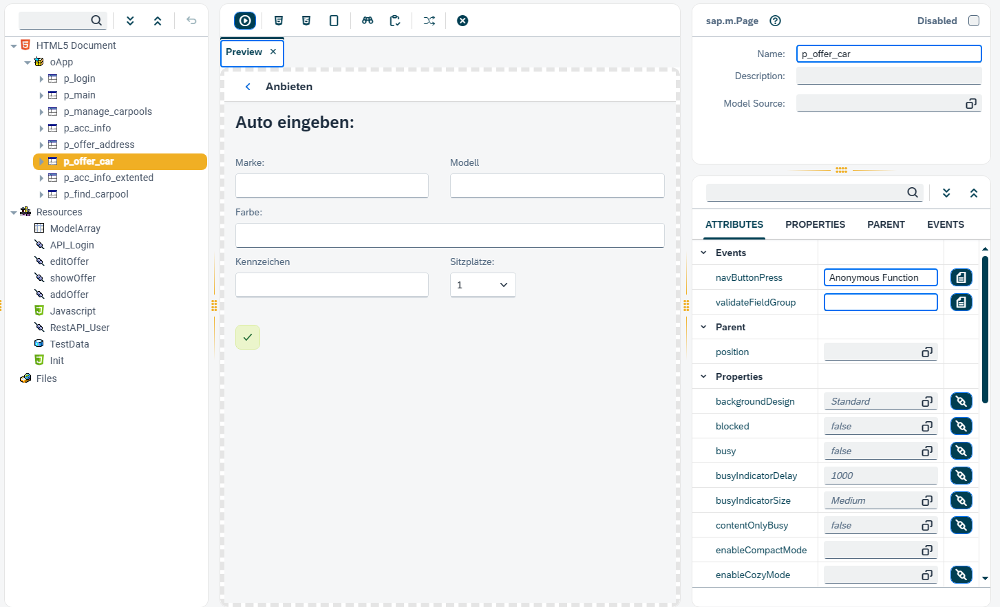 HTML5 Document
oApp
p_login
p_main
p_manage_carpools
p_acc_info
p_offer_address
p_offer_car
p_acc_info_extented
p_find_carpool
Resources
ModelArray
API_Login
editOffer
showOffer
addOffer
Javascript
RestAPI_User
TestData
Init
Files
Preview
Anbieten
Auto eingeben:
Marke: Modell
Farbe:
Kennzeichen Sitzplätze:
1
sap.m.Page Disabled
Name: p_offer_car
Description:
Model Source:
ATTRIBUTES PROPERTIES PARENT EVENTS
Events
navButtonPress Anonymous Function
validateFieldGroup
Parent
position
Properties
backgroundDesign Standard
blocked false
busy false
busyIndicatorDelay 1000
busyIndicatorSize Medium
contentOnlyBusy false
enableCompactMode
enableCozyMode